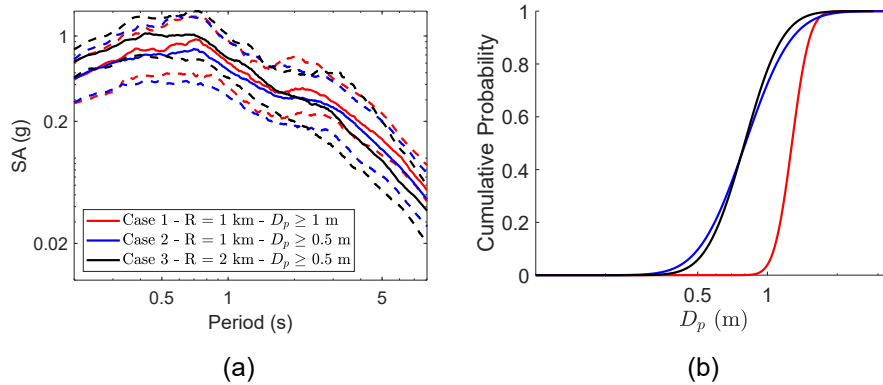 SA (g)
1
0.2
0.02
Case 1 - R = 1 km - D_p ≥ 1 m
Case 2 - R = 1 km - D_p ≥ 0.5 m
Case 3 - R = 2 km - D_p ≥ 0.5 m
0.5 1 5
Period (s)
(a)
Cumulative Probability
1
0.8
0.6
0.4
0.2
0
0.5 1
D_p (m)
(b)